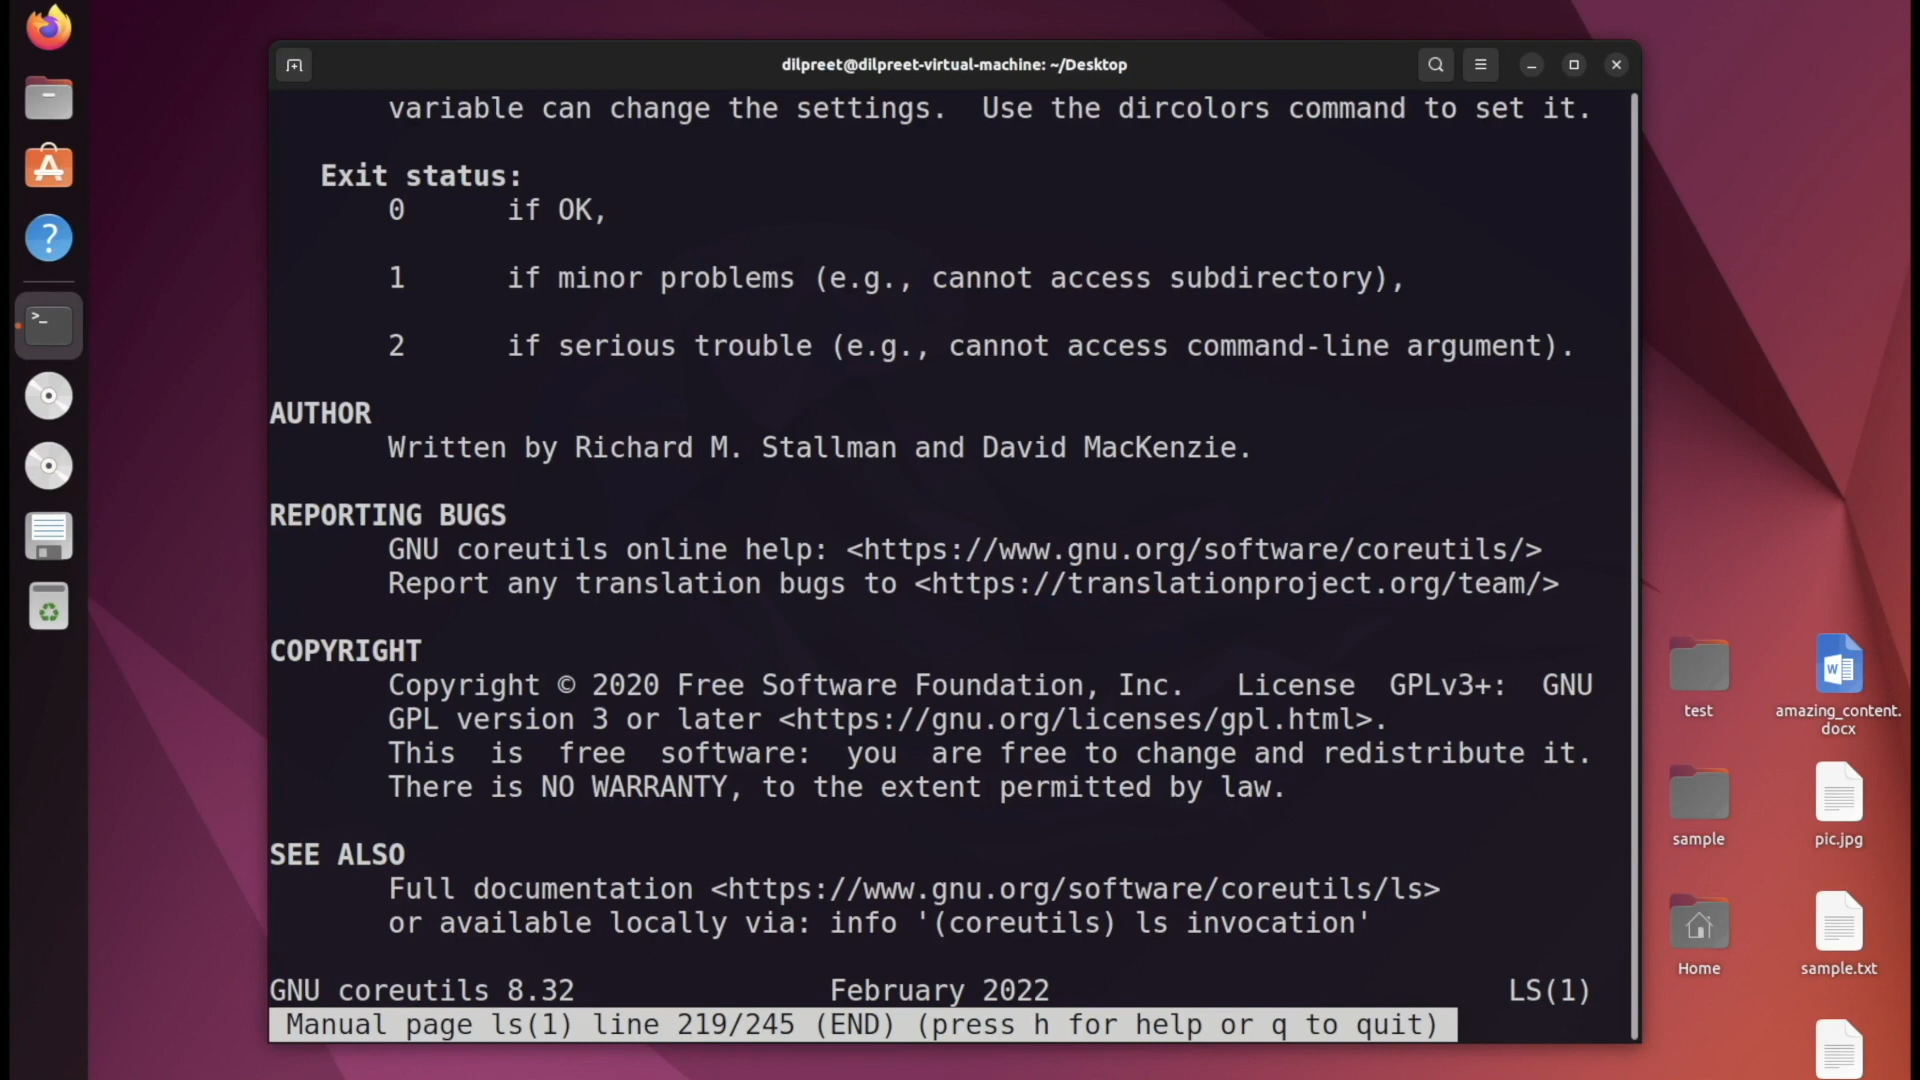 dilpreet@dilpreet-virtual-machine: ~/Desktop
variable can change the settings.  Use the dircolors command to set it.
Exit status:
0      if OK,
1      if minor problems (e.g., cannot access subdirectory),
2      if serious trouble (e.g., cannot access command-line argument).
AUTHOR
Written by Richard M. Stallman and David MacKenzie.
REPORTING BUGS
GNU coreutils online help: <https://www.gnu.org/software/coreutils/>
Report any translation bugs to <https://translationproject.org/team/>
COPYRIGHT
Copyright © 2020 Free Software Foundation, Inc.   License  GPLv3+:  GNU
GPL version 3 or later <https://gnu.org/licenses/gpl.html>.
This  is  free  software:  you  are free to change and redistribute it.
There is NO WARRANTY, to the extent permitted by law.
SEE ALSO
Full documentation <https://www.gnu.org/software/coreutils/ls>
or available locally via: info '(coreutils) ls invocation'
GNU coreutils 8.32               February 2022                           LS(1)
Manual page ls(1) line 219/245 (END) (press h for help or q to quit)
test
amazing_content.
docx
sample
pic.jpg
Home
sample.txt